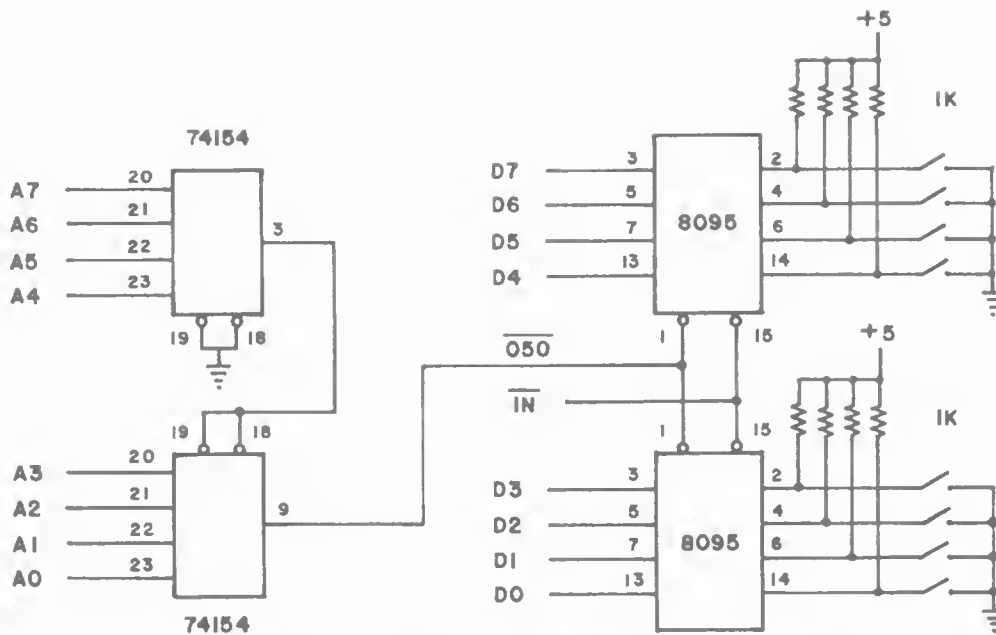 74154
A7 20
A6 21
A5 22
A4 23
3
19 18
19 18
A3 20
A2 21
A1 22
A0 23
9
74154
050
IN
+5
1K
D7 3
D6 5
D5 7
D4 13
8095
2
4
6
14
1 15
+5
1K
1 15
D3 3
D2 5
D1 7
D0 13
8095
2
4
6
14